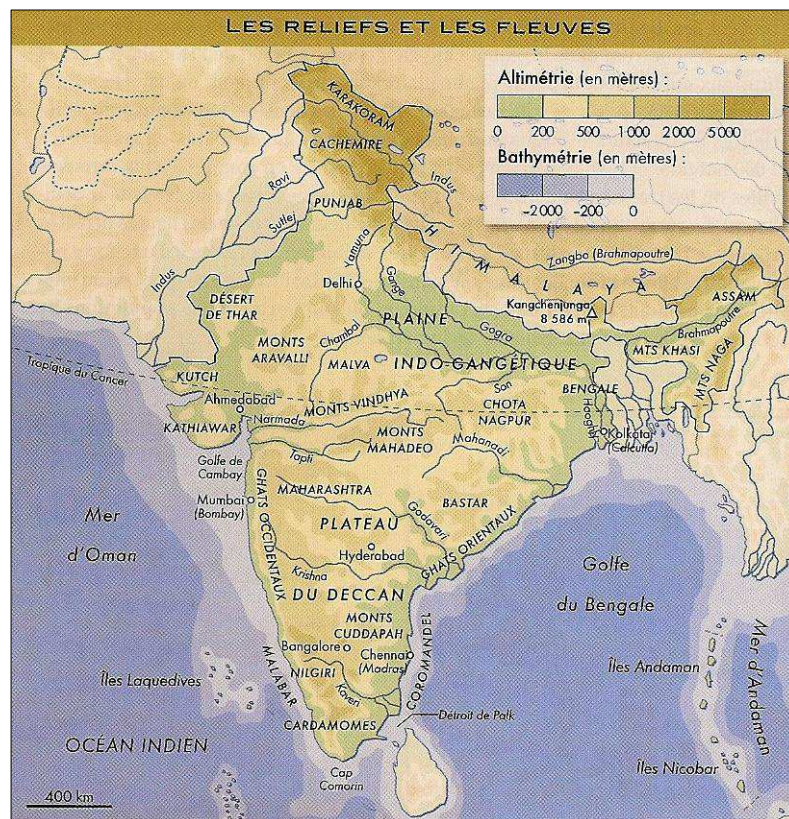 LES RELIEFS ET LES FLEUVES
Altimétrie (en mètres) :
0 200 500 1 000 2000 5000
Bathymétrie (en mètres) :
–2000 –200 0
KARAKORAM
CACHEMIRE
Indus
Ravi
PUNJAB
Sutlej
Indus
HIMALAYA
Zangbo (Brahmapoutre)
Yamuna
Delhi
Gange
Kangchenjunga
8 586 m
ASSAM
DÉSERT
DE THAR
PLAINE
Gogra
Brahmapoutre
MTS KHASI
MTS NAGA
MONTS
ARAVALLI
Chambal
MALVA
INDO-GANGÉTIQUE
Tropique du Cancer
KUTCH
Son
BENGALE
Ahmedabad
MONTS VINDHYA
CHOTA
NAGPUR
Hooghly
KATHIAWAR
Narmada
MONTS
MAHADEO
Mahanadi
Kolkota
(Calcutta)
Golfe de
Cambay
Tapti
GHATS OCCIDENTAUX
MAHARASHTRA
BASTAR
Mumbai
(Bombay)
Mer
d'Oman
PLATEAU
Godavari
GHATS ORIENTAUX
Hyderabad
Golfe
du Bengale
Krishna
DU DECCAN
MONTS
CUDDAPAH
Bangalore
Chennai
(Madras)
COROMANDEL
Îles Andaman
Mer d'Andaman
Îles Laquedives
MALABAR
NILGIRI
Kaveri
CARDAMOMES
Détroit de Palk
OCÉAN INDIEN
Cap
Comorin
Îles Nicobar
400 km